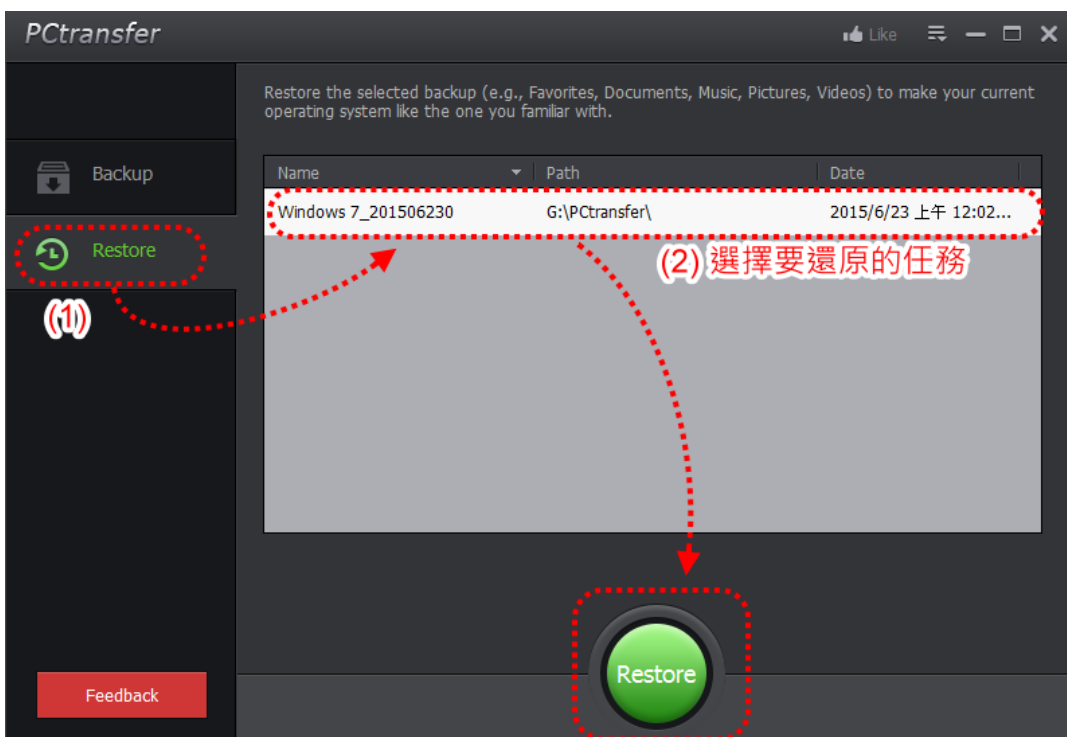 PCtransfer
Like
Restore the selected backup (e.g., Favorites, Documents, Music, Pictures, Videos) to make your current
operating system like the one you familiar with.
Backup
Restore
(1)
Name Path Date
Windows 7_201506230 G:\PCtransfer\ 2015/6/23 上午 12:02...
(2) 選擇要還原的任務
Restore
Feedback